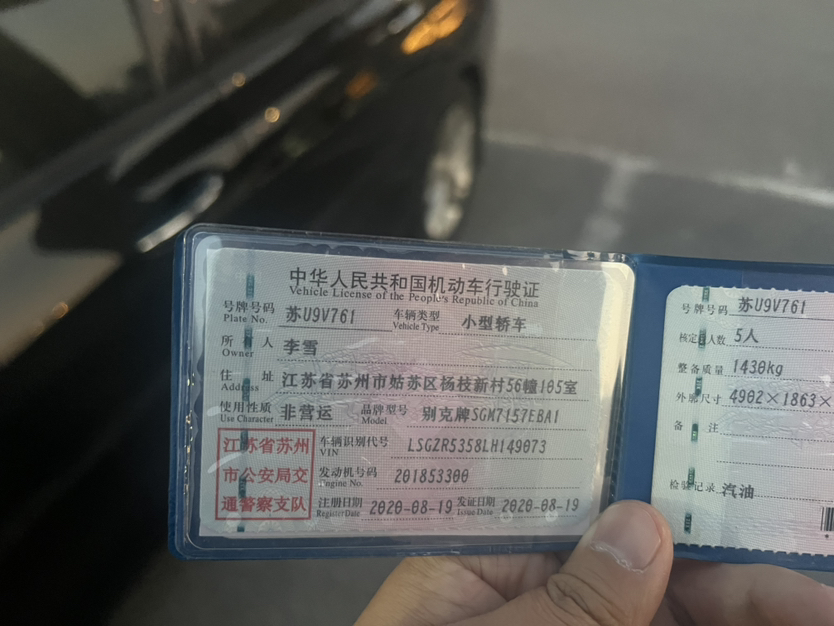 中华人民共和国机动车行驶证
Vehicle License of the People's Republic of China
号牌号码 苏U9V761 车辆类型 小型轿车
Plate No. Vehicle Type
所有人 李雪
Owner
住址 江苏省苏州市姑苏区杨枝新村56幢105室
Address
使用性质 非营运 品牌型号 别克牌SGM7157EBA1
Use Character Model
江苏省苏州
市公安局交
通警察支队
车辆识别代号 LSGZR5358LH149073
VIN
发动机号码 201853300
Engine No.
注册日期 2020-08-19 发证日期 2020-08-19
Register Date Issue Date
号牌号码 苏U9V761
核定载人数 5人
整备质量 1430kg
外廓尺寸 4902×1863×
备注
检验记录 汽油